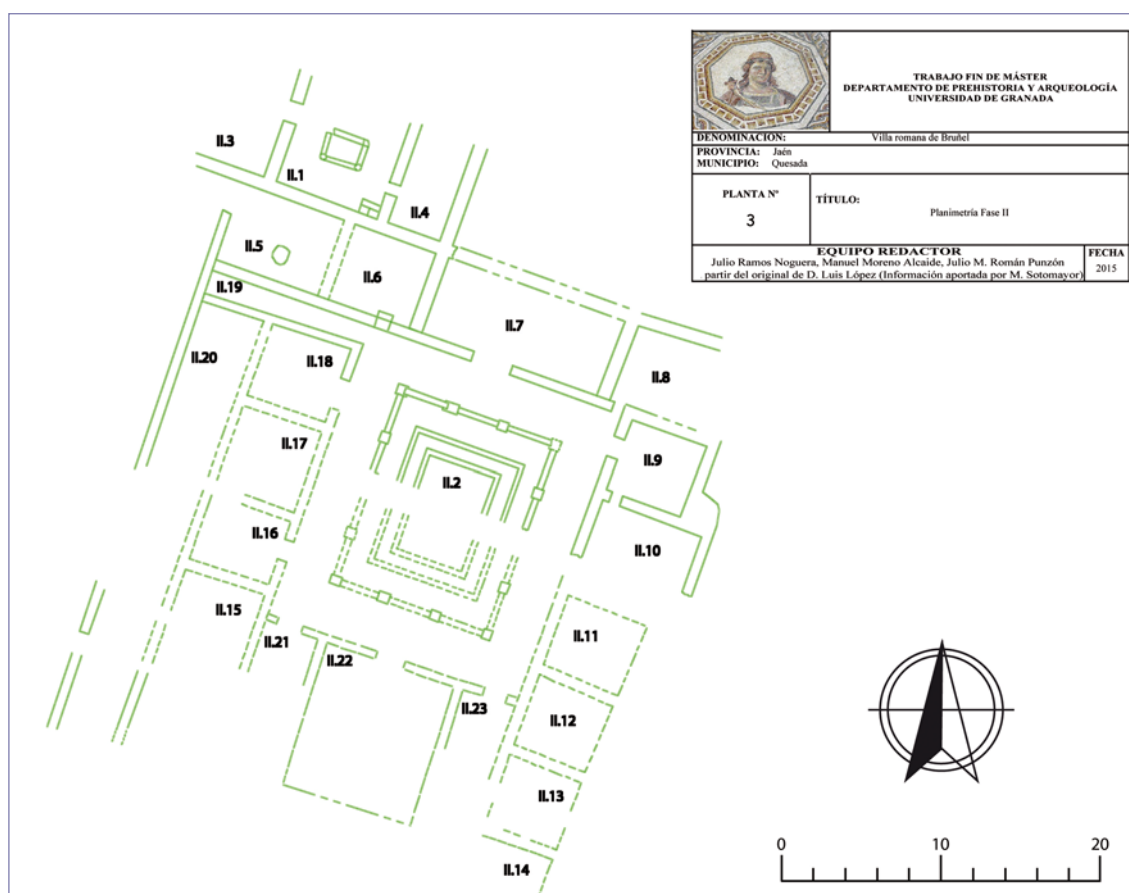 TRABAJO FIN DE MÁSTER
DEPARTAMENTO DE PREHISTORIA Y ARQUEOLOGÍA
UNIVERSIDAD DE GRANADA
DENOMINACION: Villa romana de Bruñel
PROVINCIA: Jaén
MUNICIPIO: Quesada
PLANTA Nº
3
TÍTULO:
Planimetría Fase II
EQUIPO REDACTOR
Julio Ramos Noguera, Manuel Moreno Alcaide, Julio M. Román Punzón
partir del original de D. Luis López (Información aportada por M. Sotomayor)
FECHA
2015
II.3
II.1
II.4
II.5
II.6
II.19
II.7
II.20
II.18
II.8
II.17
II.9
II.2
II.16
II.10
II.15
II.21
II.11
II.22
II.23
II.12
II.13
II.14
0 10 20